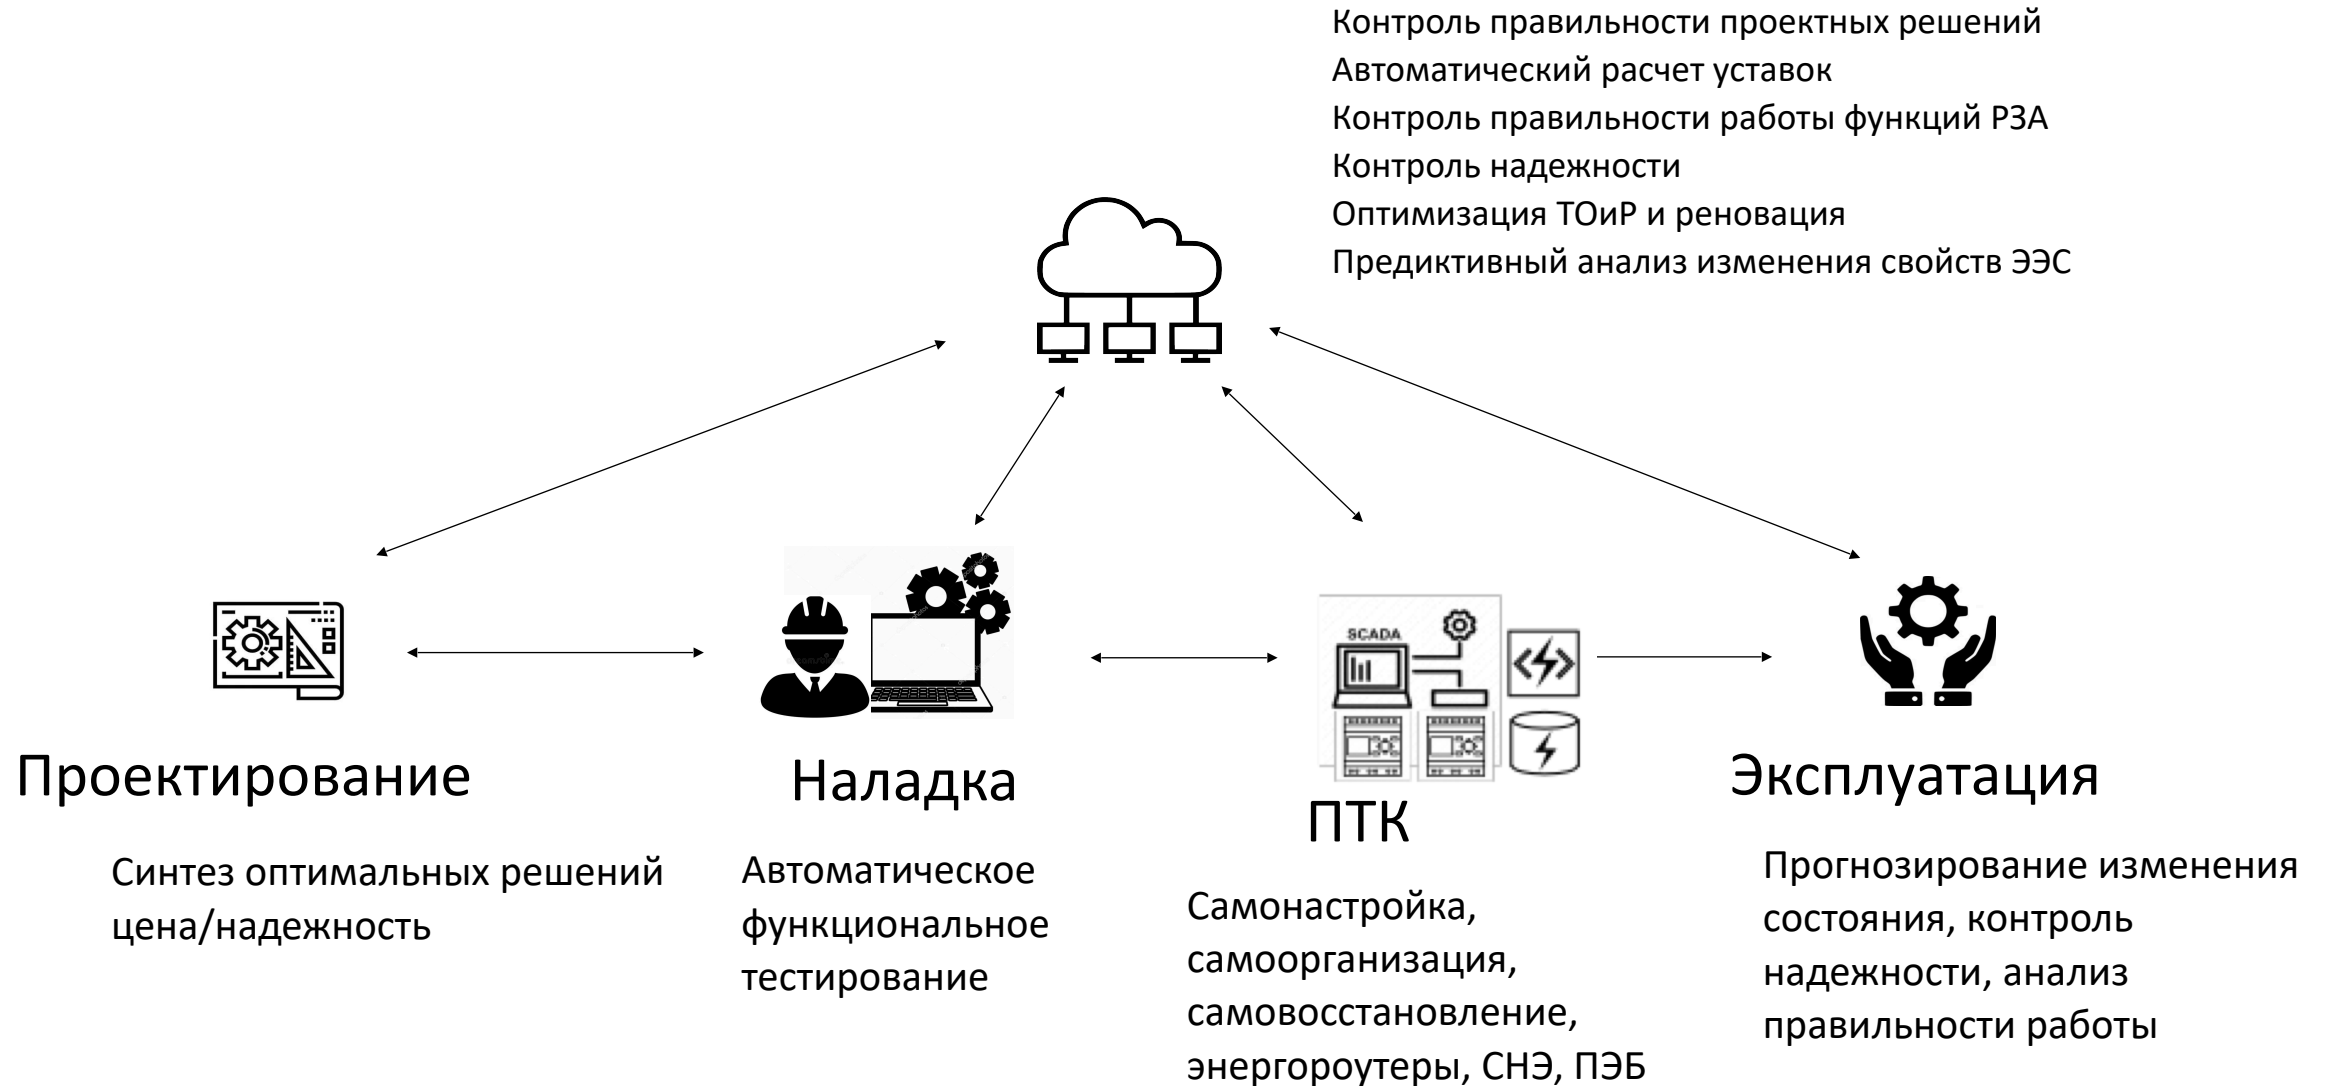 Контроль правильности проектных решений
Автоматический расчет уставок
Контроль правильности работы функций РЗА
Контроль надежности
Оптимизация ТОиР и реновация
Предиктивный анализ изменения свойств ЭЭС
SCADA
Проектирование
Синтез оптимальных решений
цена/надежность
Наладка
Автоматическое
функциональное
тестирование
ПТК
Самонастройка,
самоорганизация,
самовосстановление,
энергороутеры, СНЭ, ПЭБ
Эксплуатация
Прогнозирование изменения
состояния, контроль
надежности, анализ
правильности работы